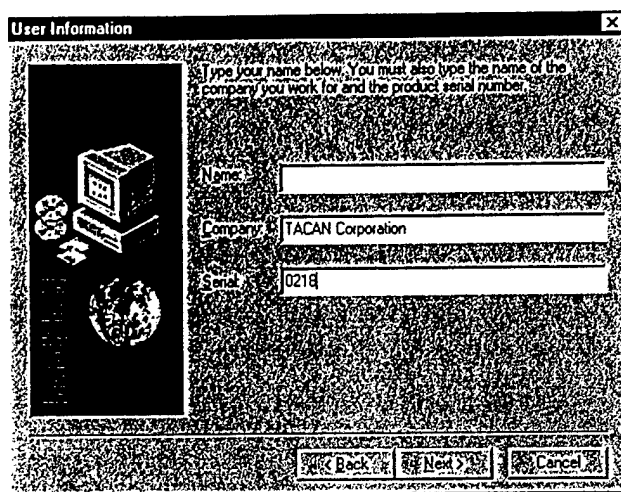 User Information
Type your name below. You must also type the name of the
company you work for and the product serial number.
Name:
Company: TACAN Corporation
Serial: 0218
< Back Next > Cancel